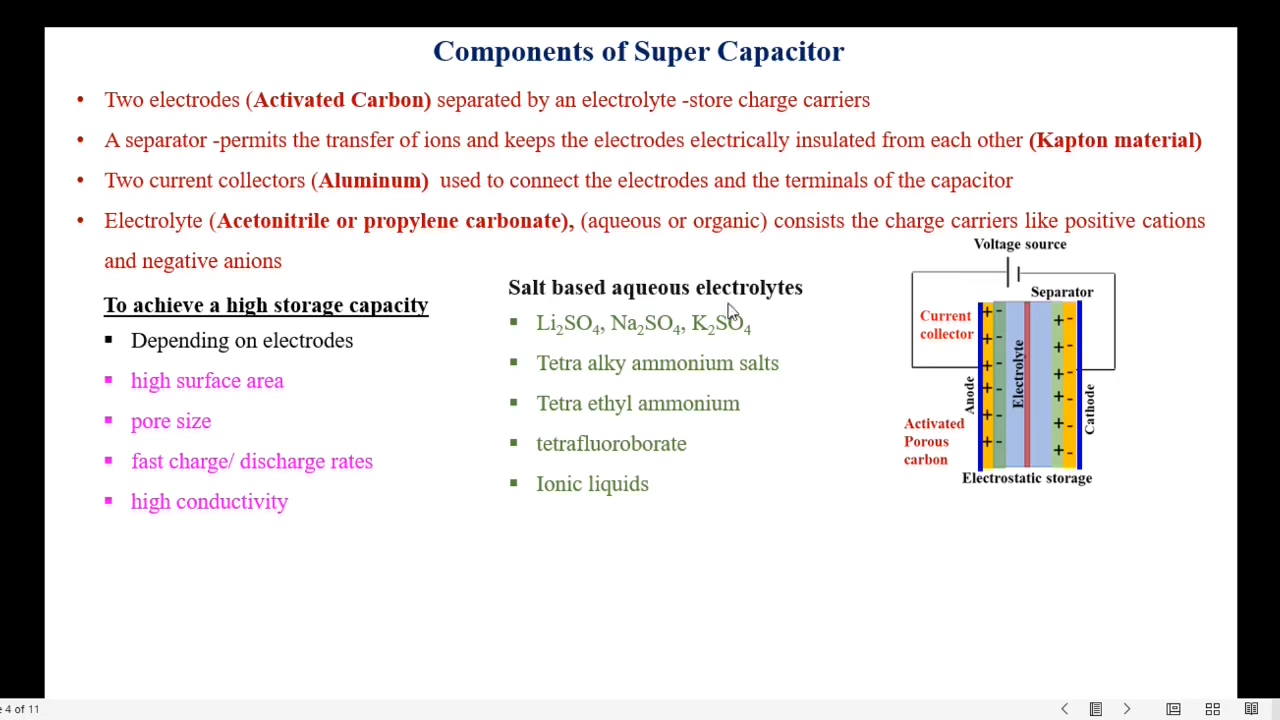 Components of Super Capacitor
• Two electrodes (Activated Carbon) separated by an electrolyte -store charge carriers
• A separator -permits the transfer of ions and keeps the electrodes electrically insulated from each other (Kapton material)
• Two current collectors (Aluminum) used to connect the electrodes and the terminals of the capacitor
• Electrolyte (Acetonitrile or propylene carbonate), (aqueous or organic) consists the charge carriers like positive cations
and negative anions
To achieve a high storage capacity
▪ Depending on electrodes
▪ high surface area
▪ pore size
▪ fast charge/ discharge rates
▪ high conductivity
Salt based aqueous electrolytes
▪ Li₂SO₄, Na₂SO₄, K₂SO₄
▪ Tetra alky ammonium salts
▪ Tetra ethyl ammonium
▪ tetrafluoroborate
▪ Ionic liquids
Voltage source
Separator
Current
collector
Electrolyte
Anode
Cathode
Activated
Porous
carbon
Electrostatic storage
e 4 of 11